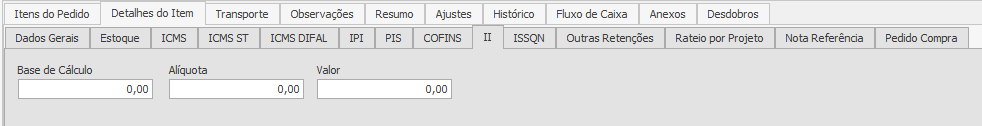 Itens do Pedido Detalhes do Item Transporte Observações Resumo Ajustes Histórico Fluxo de Caixa Anexos Desdobros
Dados Gerais Estoque ICMS ICMS ST ICMS DIFAL IPI PIS COFINS II ISSQN Outras Retenções Rateio por Projeto Nota Referência Pedido Compra
Base de Cálculo Alíquota Valor
0,00 0,00 0,00